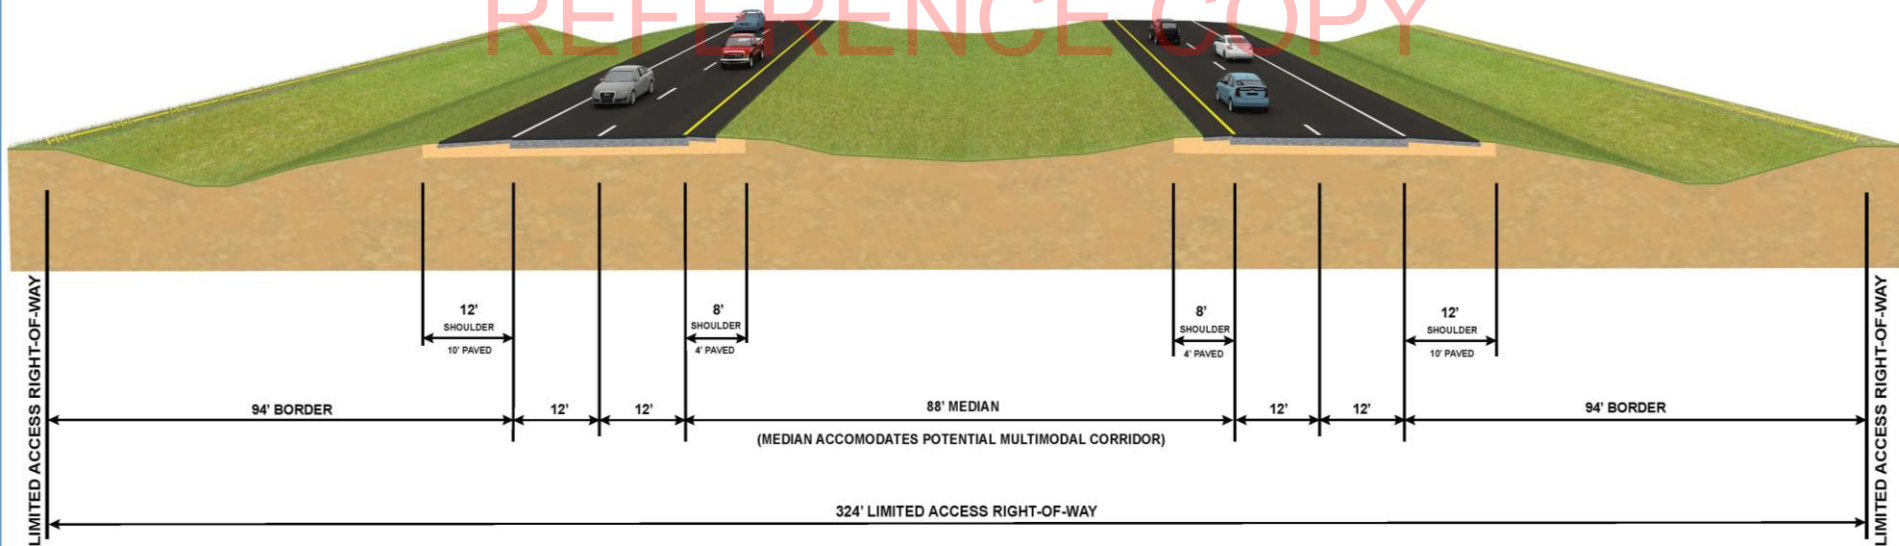 REFERENCE COPY
12'
SHOULDER
10' PAVED
8'
SHOULDER
4' PAVED
8'
SHOULDER
4' PAVED
12'
SHOULDER
10' PAVED
LIMITED ACCESS RIGHT-OF-WAY
94' BORDER
12'
12'
88' MEDIAN
(MEDIAN ACCOMODATES POTENTIAL MULTIMODAL CORRIDOR)
12'
12'
94' BORDER
LIMITED ACCESS RIGHT-OF-WAY
324' LIMITED ACCESS RIGHT-OF-WAY